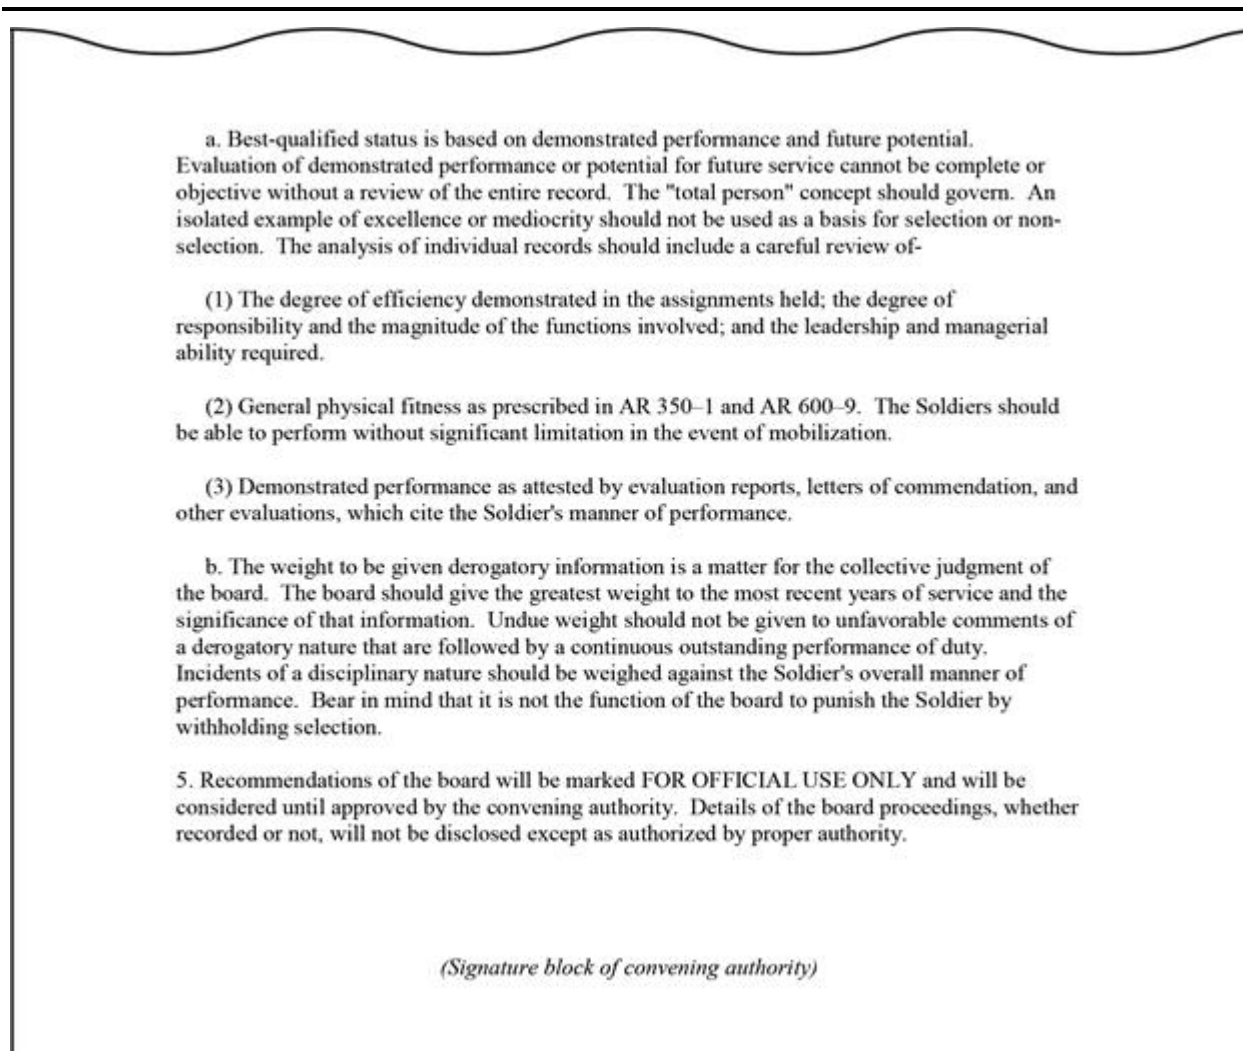 a. Best-qualified status is based on demonstrated performance and future potential.
Evaluation of demonstrated performance or potential for future service cannot be complete or
objective without a review of the entire record.  The "total person" concept should govern.  An
isolated example of excellence or mediocrity should not be used as a basis for selection or non-
selection.  The analysis of individual records should include a careful review of-
(1) The degree of efficiency demonstrated in the assignments held; the degree of
responsibility and the magnitude of the functions involved; and the leadership and managerial
ability required.
(2) General physical fitness as prescribed in AR 350–1 and AR 600–9.  The Soldiers should
be able to perform without significant limitation in the event of mobilization.
(3) Demonstrated performance as attested by evaluation reports, letters of commendation, and
other evaluations, which cite the Soldier's manner of performance.
b. The weight to be given derogatory information is a matter for the collective judgment of
the board.  The board should give the greatest weight to the most recent years of service and the
significance of that information.  Undue weight should not be given to unfavorable comments of
a derogatory nature that are followed by a continuous outstanding performance of duty.
Incidents of a disciplinary nature should be weighed against the Soldier's overall manner of
performance.  Bear in mind that it is not the function of the board to punish the Soldier by
withholding selection.
5. Recommendations of the board will be marked FOR OFFICIAL USE ONLY and will be
considered until approved by the convening authority.  Details of the board proceedings, whether
recorded or not, will not be disclosed except as authorized by proper authority.
(Signature block of convening authority)